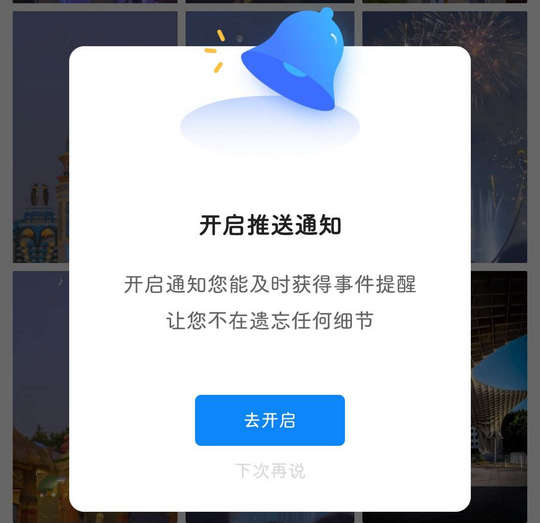 开启推送通知
开启通知您能及时获得事件提醒
让您不在遗忘任何细节
去开启
下次再说